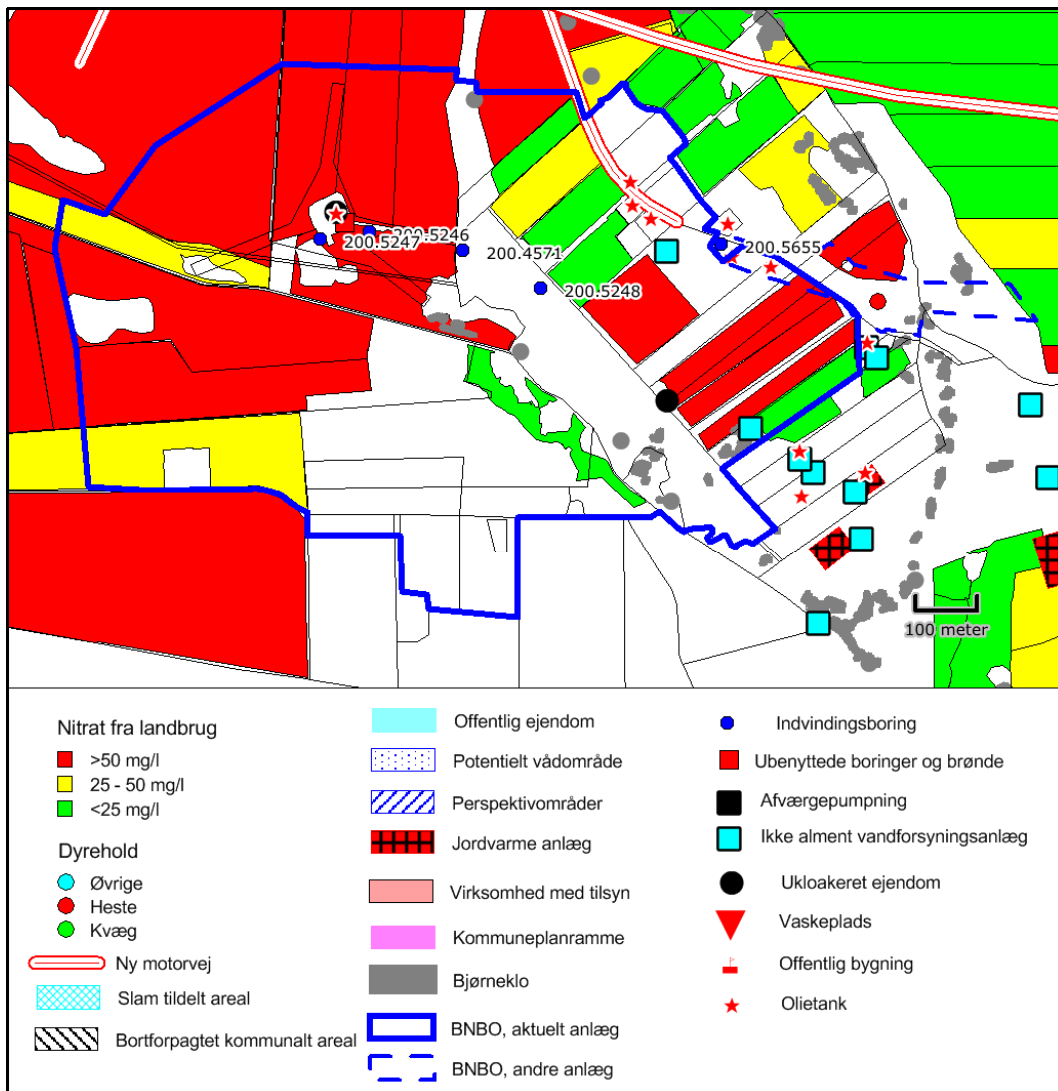 200.5247
200.5246
200.4571
200.5248
200.5655
100 meter
Nitrat fra landbrug
>50 mg/l
25 - 50 mg/l
<25 mg/l
Dyrehold
Øvrige
Heste
Kvæg
Ny motorvej
Slam tildelt areal
Bortforpagtet kommunalt areal
Offentlig ejendom
Potentielt vådområde
Perspektivområder
Jordvarme anlæg
Virksomhed med tilsyn
Kommuneplanramme
Bjørneklo
BNBO, aktuelt anlæg
BNBO, andre anlæg
Indvindingsboring
Ubenyttede boringer og brønde
Afværgepumpning
Ikke alment vandforsyningsanlæg
Ukloakeret ejendom
Vaskeplads
Offentlig bygning
Olietank